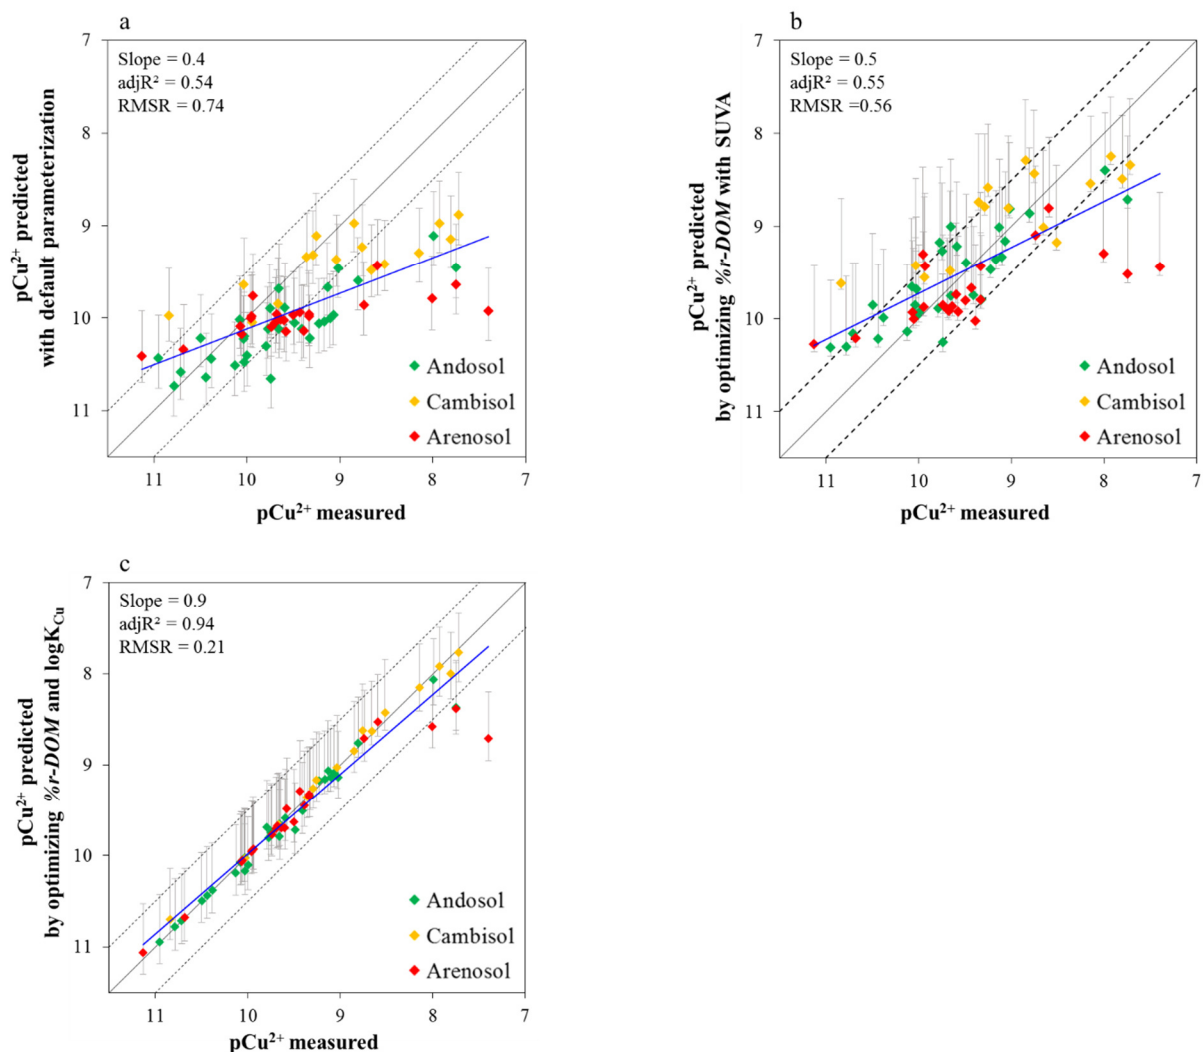 a
Slope = 0.4
adjR² = 0.54
RMSR = 0.74
pCu²⁺ predicted
with default parameterization
7
8
9
10
11
Andosol
Cambisol
Arenosol
11
10
9
8
7
pCu²⁺ measured
b
Slope = 0.5
adjR² = 0.55
RMSR =0.56
pCu²⁺ predicted
by optimizing %r-DOM with SUVA
7
8
9
10
11
Andosol
Cambisol
Arenosol
11
10
9
8
7
pCu²⁺ measured
c
Slope = 0.9
adjR² = 0.94
RMSR = 0.21
pCu²⁺ predicted
by optimizing %r-DOM and logK_Cu
7
8
9
10
11
Andosol
Cambisol
Arenosol
11
10
9
8
7
pCu²⁺ measured